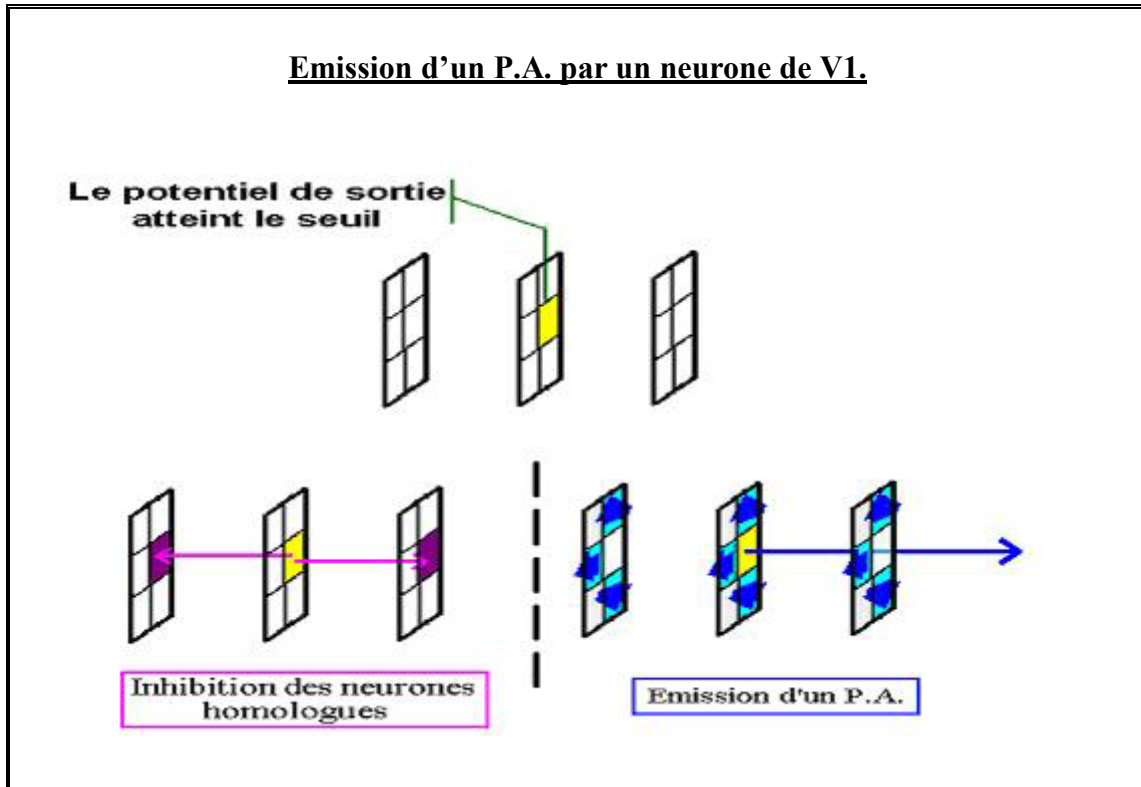 Emission d’un P.A. par un neurone de V1.
Le potentiel de sortie
atteint le seuil
Inhibition des neurones
homologues
Emission d'un P.A.